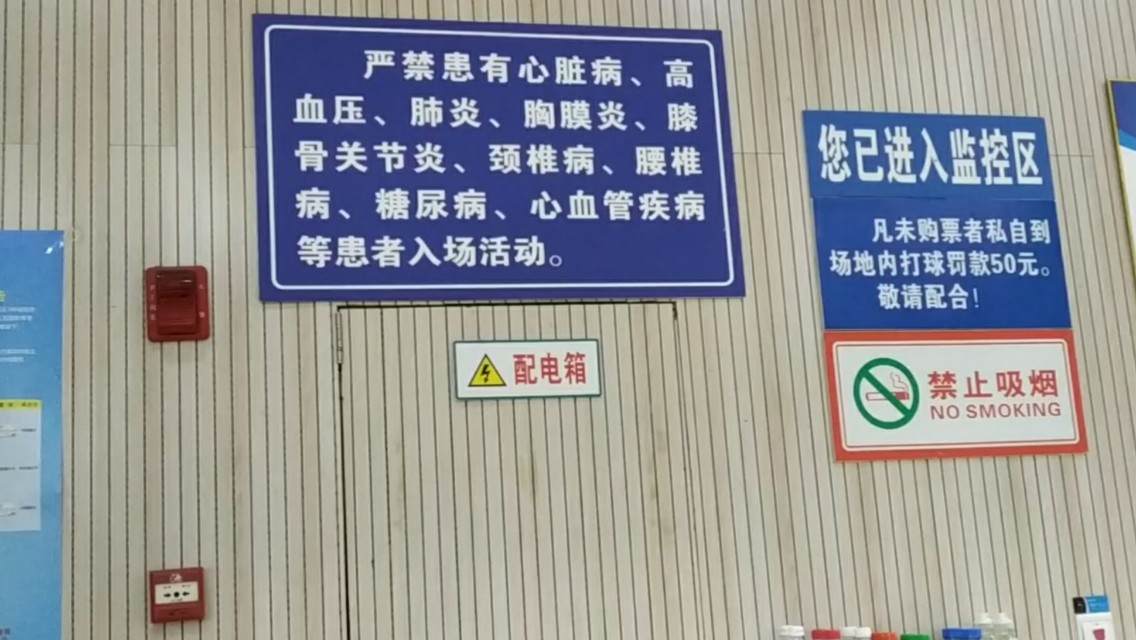 严禁患有心脏病、高
血压、肺炎、胸膜炎、膝
骨关节炎、颈椎病、腰椎
病、糖尿病、心血管疾病
等患者入场活动。
配电箱
您已进入监控区
凡未购票者私自到
场地内打球罚款50元。
敬请配合!
禁止吸烟
NO SMOKING